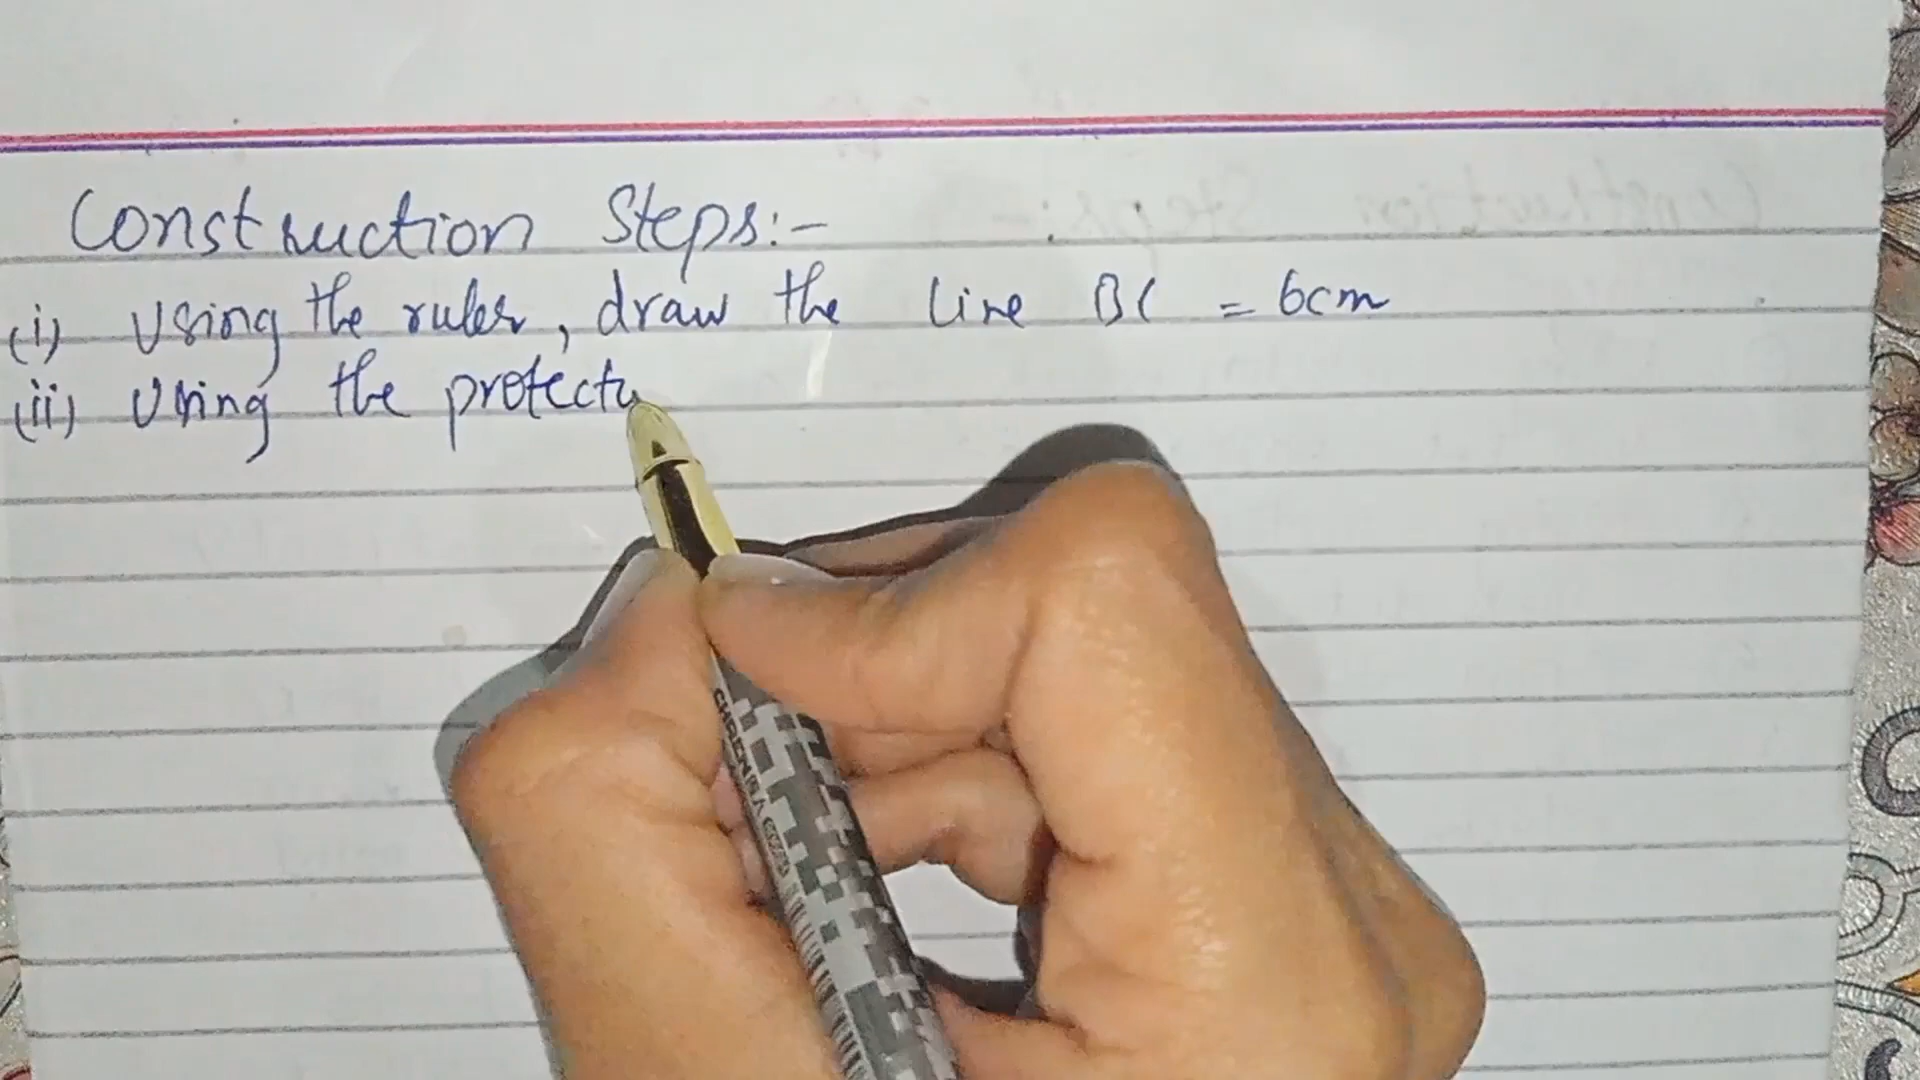 Construction Steps:-
(i) Using the ruler, draw the line BC = 6cm
(ii) Using the protectu